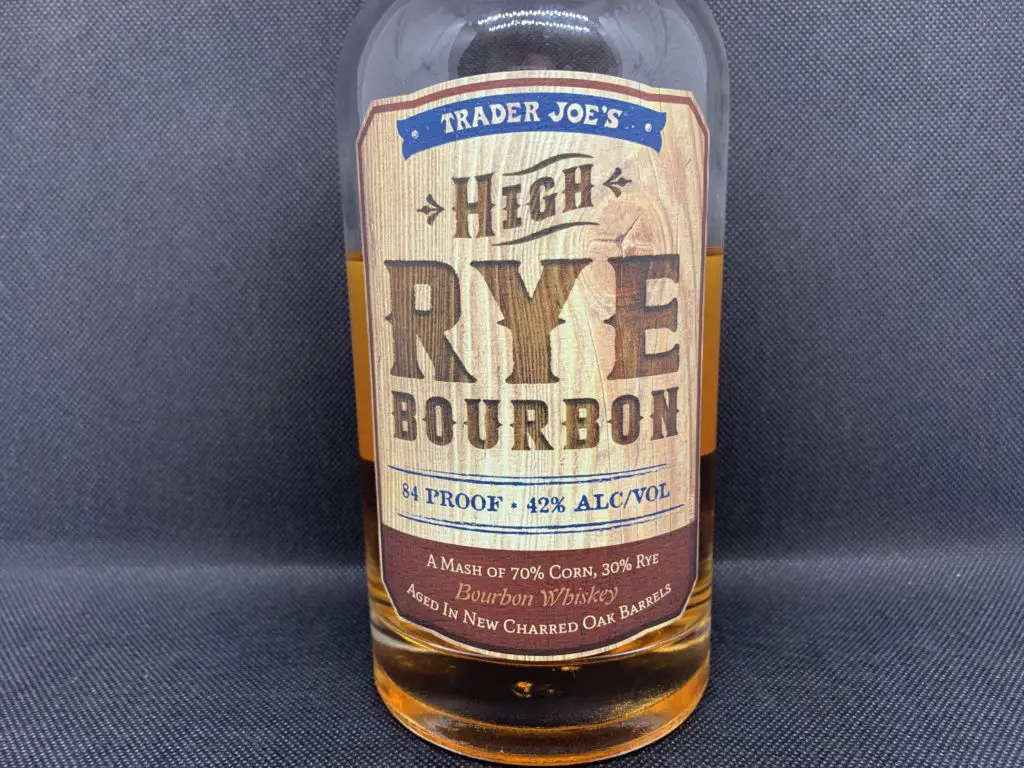 TRADER JOE'S
HIGH
RYE
BOURBON
84 PROOF • 42% ALC/VOL
A MASH OF 70% CORN, 30% RYE
Bourbon Whiskey
AGED IN NEW CHARRED OAK BARRELS